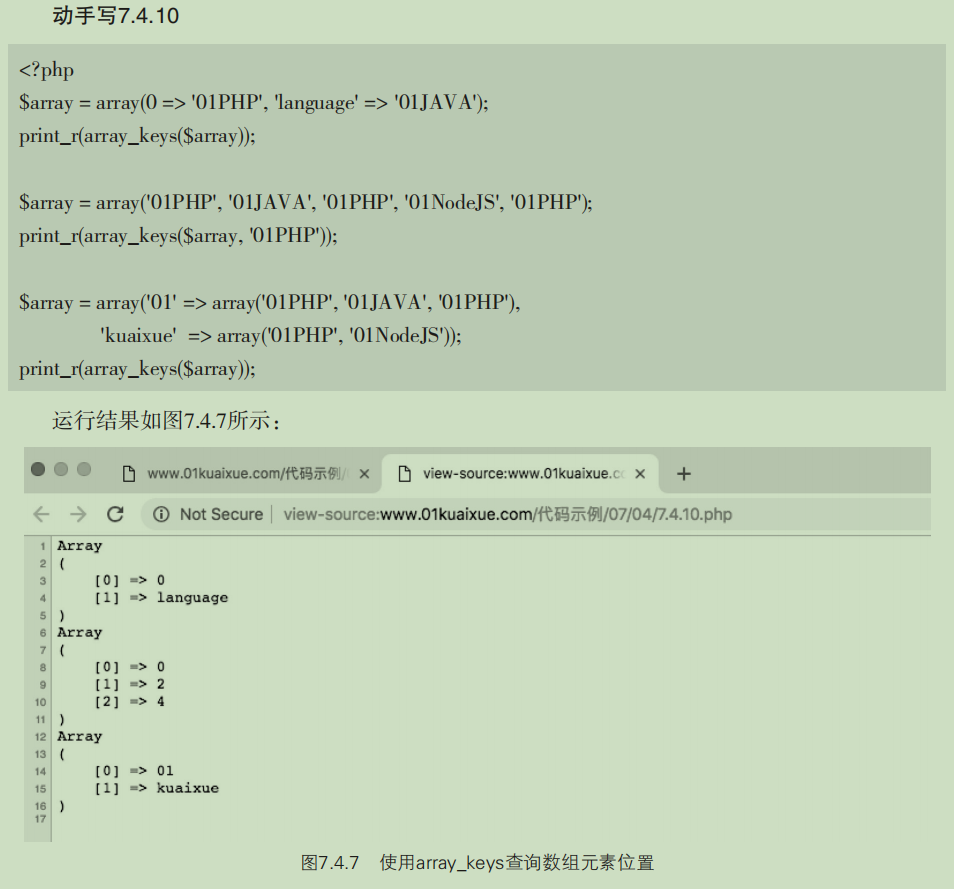 动手写7.4.10
<?php
$array = array(0 => '01PHP', 'language' => '01JAVA');
print_r(array_keys($array));
$array = array('01PHP', '01JAVA', '01PHP', '01NodeJS', '01PHP');
print_r(array_keys($array, '01PHP'));
$array = array('01' => array('01PHP', '01JAVA', '01PHP'),
'kuaixue' => array('01PHP', '01NodeJS'));
print_r(array_keys($array));
运行结果如图7.4.7所示：
www.01kuaixue.com/代码示例/ view-source:www.01kuaixue.co
Not Secure | view-source:www.01kuaixue.com/代码示例/07/04/7.4.10.php
1 Array
2 (
3 [0] => 0
4 [1] => language
5 )
6 Array
7 (
8 [0] => 0
9 [1] => 2
10 [2] => 4
11 )
12 Array
13 (
14 [0] => 01
15 [1] => kuaixue
16 )
17
图7.4.7 使用array_keys查询数组元素位置